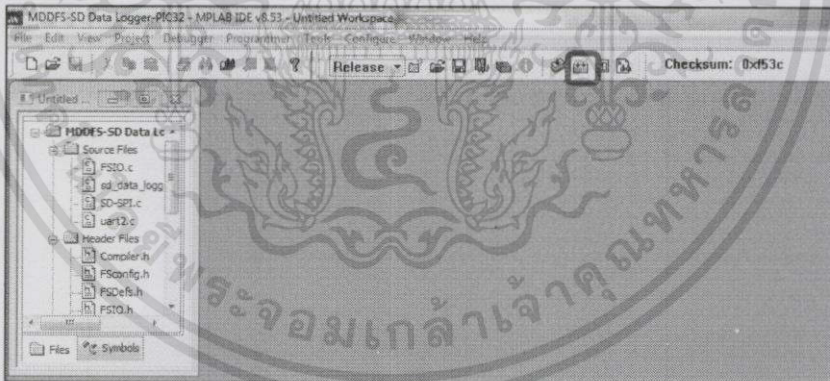 MDDFS-SD Data Logger-PIC32 - MPLAB IDE v8.53 - Untitled Workspace
File Edit View Project Debugger Programmer Tools Configure Window Help
Release Checksum: 0xf53c
Untitled ...
MDDFS-SD Data Lc
Source Files
FSIO.c
sd_data_logg
SD-SPI.c
uart2.c
Header Files
Compiler.h
FSconfig.h
FSDefs.h
FSIO.h
Files Symbols
พระจอมเกล้าเจ้าคุณทหารล